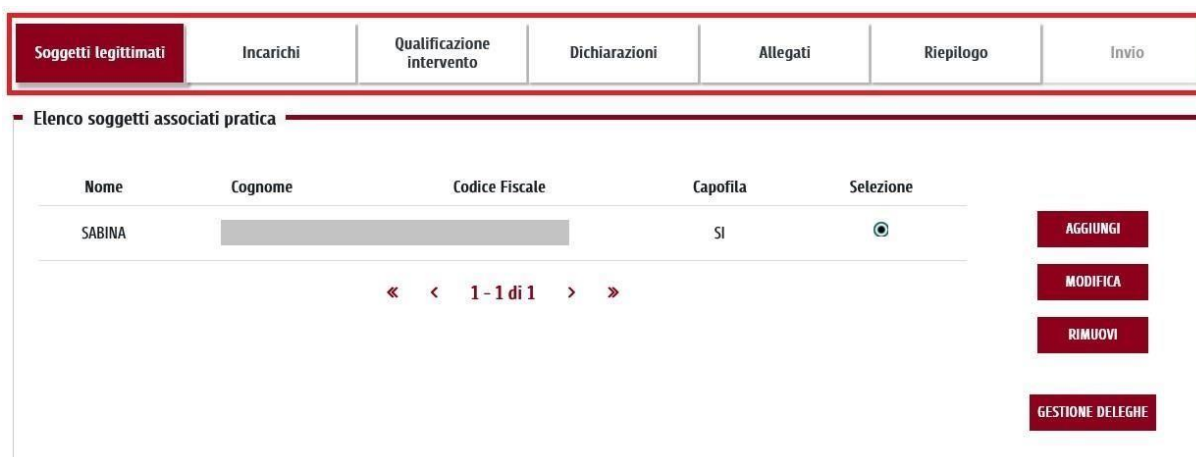 Soggetti legittimati
Incarichi
Qualificazione
intervento
Dichiarazioni
Allegati
Riepilogo
Invio
Elenco soggetti associati pratica
Nome Cognome Codice Fiscale Capofila Selezione
SABINA SI
« < 1 - 1 di 1 > »
AGGIUNGI
MODIFICA
RIMUOVI
GESTIONE DELEGHE